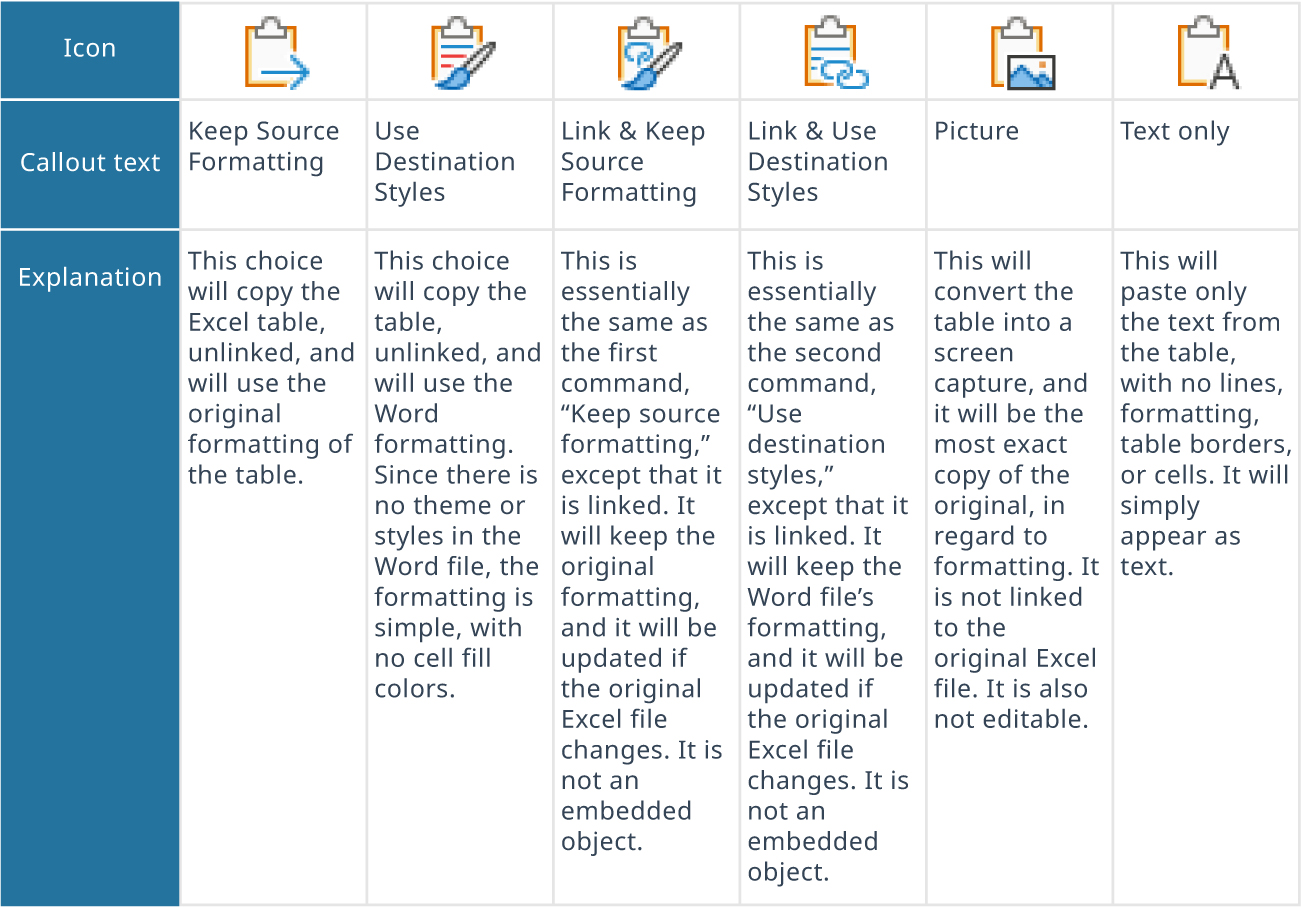 Icon
Callout text
Keep Source
Formatting
Use
Destination
Styles
Link & Keep
Source
Formatting
Link & Use
Destination
Styles
Picture
Text only
Explanation
This choice
will copy the
Excel table,
unlinked, and
will use the
original
formatting of
the table.
This choice
will copy the
table,
unlinked, and
will use the
Word
formatting.
Since there is
no theme or
styles in the
Word file, the
formatting is
simple, with
no cell fill
colors.
This is
essentially
the same as
the first
command,
“Keep source
formatting,”
except that it
is linked. It
will keep the
original
formatting,
and it will be
updated if
the original
Excel file
changes. It is
not an
embedded
object.
This is
essentially
the same as
the second
command,
“Use
destination
styles,”
except that it
is linked. It
will keep the
Word file’s
formatting,
and it will be
updated if
the original
Excel file
changes. It is
not an
embedded
object.
This will
convert the
table into a
screen
capture, and
it will be the
most exact
copy of the
original, in
regard to
formatting. It
is not linked
to the
original Excel
file. It is also
not editable.
This will
paste only
the text from
the table,
with no lines,
formatting,
table borders,
or cells. It will
simply
appear as
text.